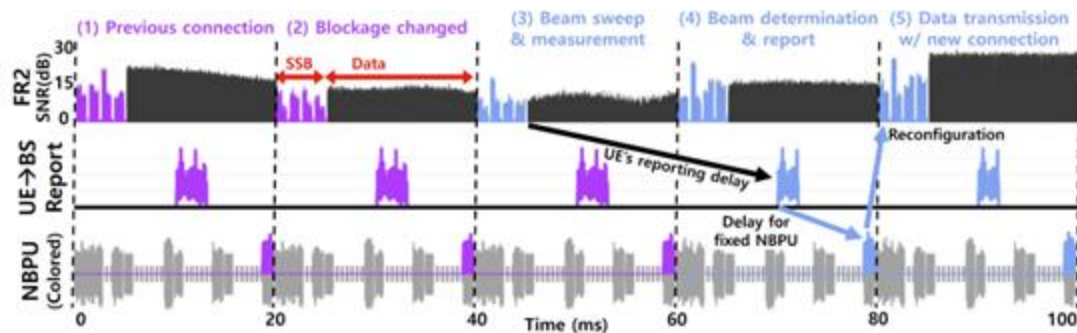 (1) Previous connection
(2) Blockage changed
(3) Beam sweep
& measurement
(4) Beam determination
& report
(5) Data transmission
w/ new connection
FR2
SNR(dB)
30
15
0
SSB
Data
UE→BS
Report
UE's reporting delay
Reconfiguration
Delay for
fixed NBPU
NBPU
(Colored)
0
20
40
60
80
100
Time (ms)